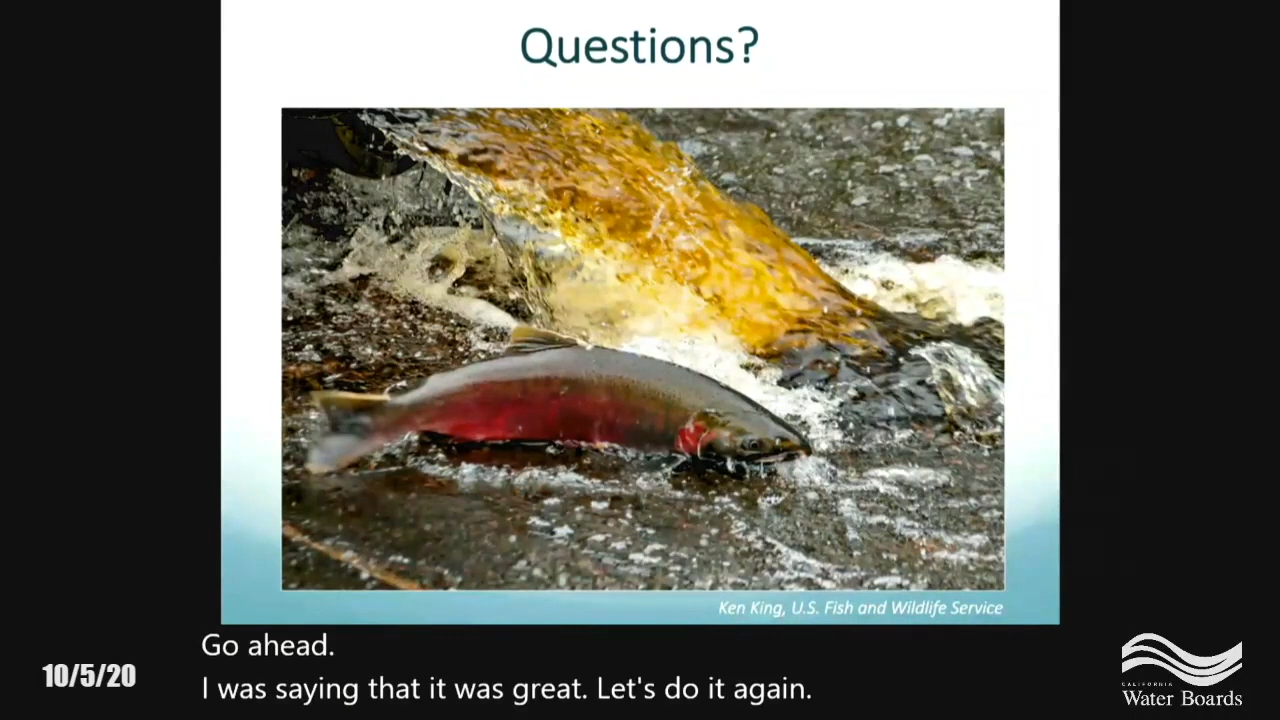 Questions?
Ken King, U.S. Fish and Wildlife Service
Go ahead.
I was saying that it was great. Let's do it again.
10/5/20
CALIFORNIA
Water Boards